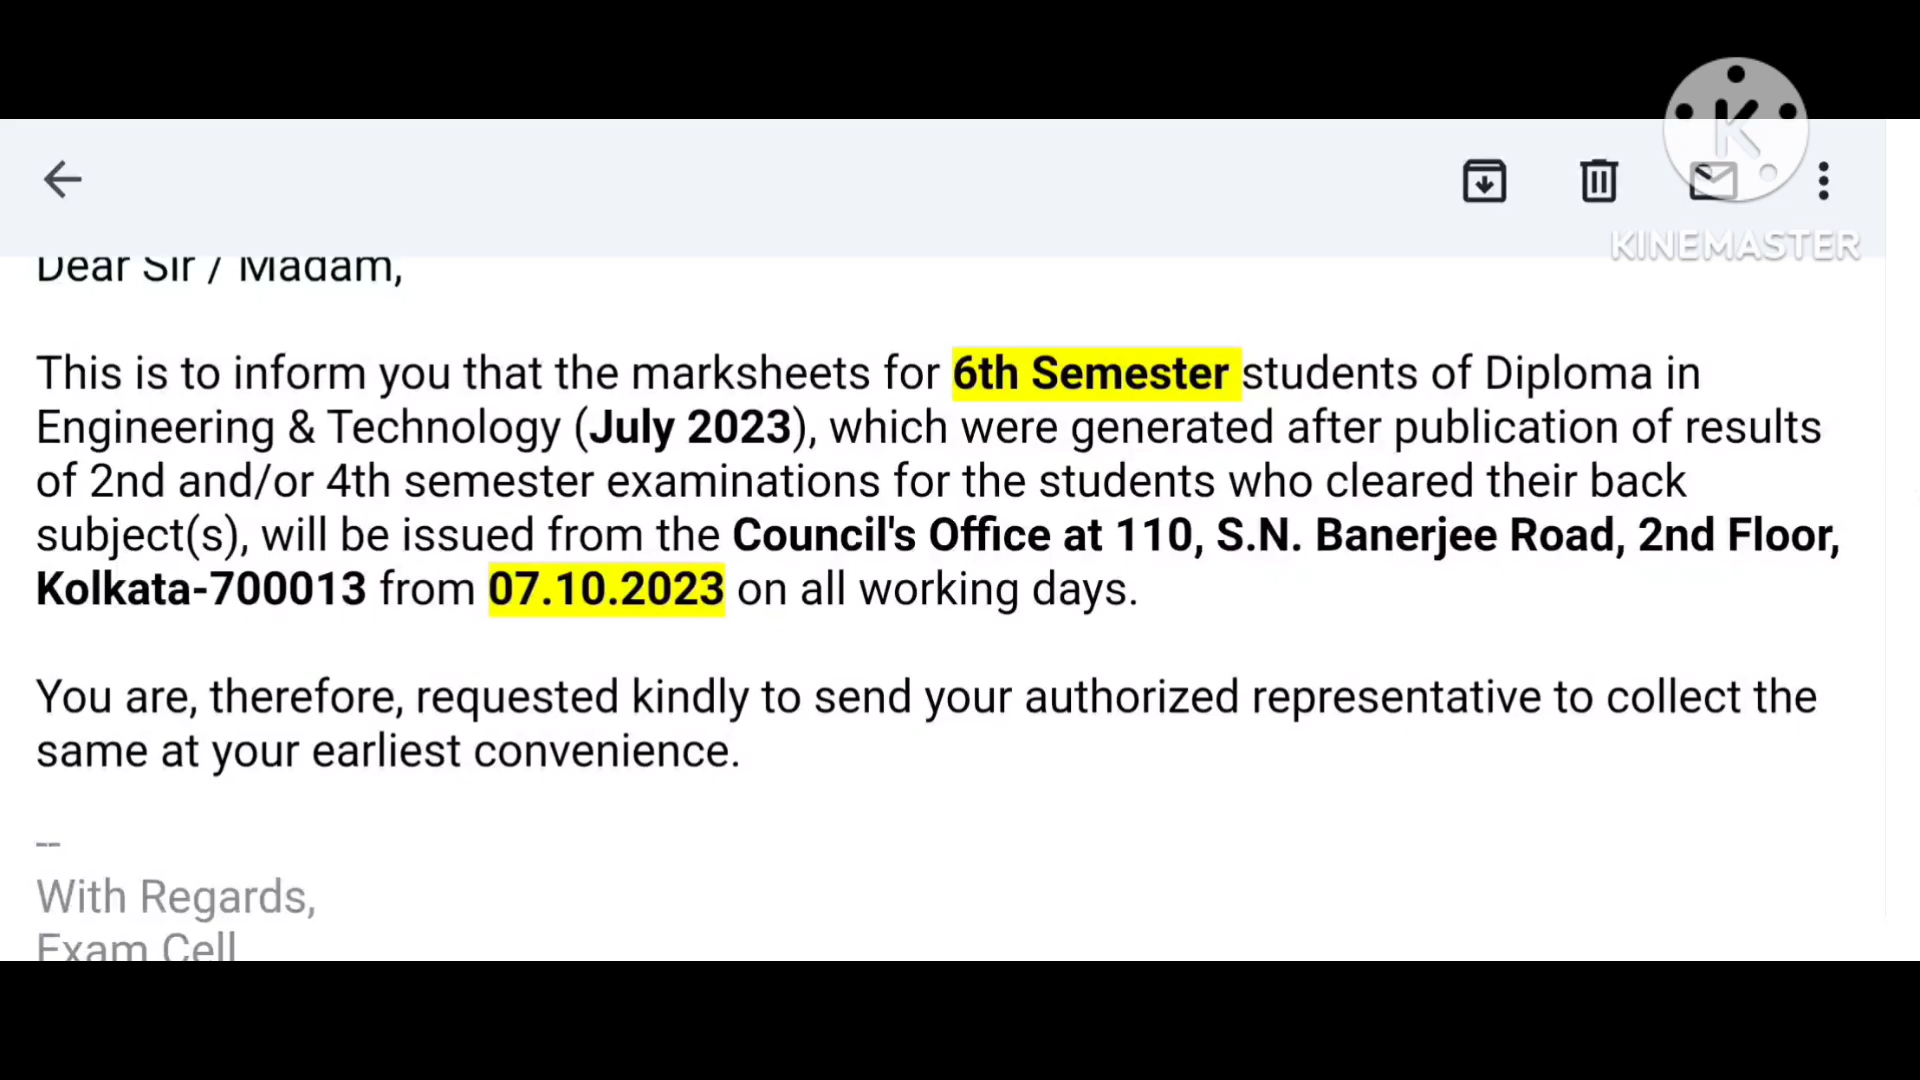 KINEMASTER
Dear Sir / Madam,
This is to inform you that the marksheets for 6th Semester students of Diploma in
Engineering & Technology (July 2023), which were generated after publication of results
of 2nd and/or 4th semester examinations for the students who cleared their back
subject(s), will be issued from the Council's Office at 110, S.N. Banerjee Road, 2nd Floor,
Kolkata-700013 from 07.10.2023 on all working days.
You are, therefore, requested kindly to send your authorized representative to collect the
same at your earliest convenience.
--
With Regards,
Exam Cell